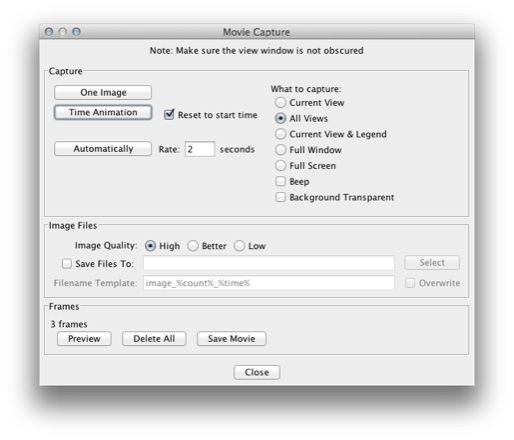 Movie Capture
Note: Make sure the view window is not obscured
Capture
One Image
Time Animation
Reset to start time
Automatically
Rate: 2 seconds
What to capture:
Current View
All Views
Current View & Legend
Full Window
Full Screen
Beep
Background Transparent
Image Files
Image Quality: High Better Low
Save Files To: Select
Filename Template: image_%count%_%time% Overwrite
Frames
3 frames
Preview Delete All Save Movie
Close